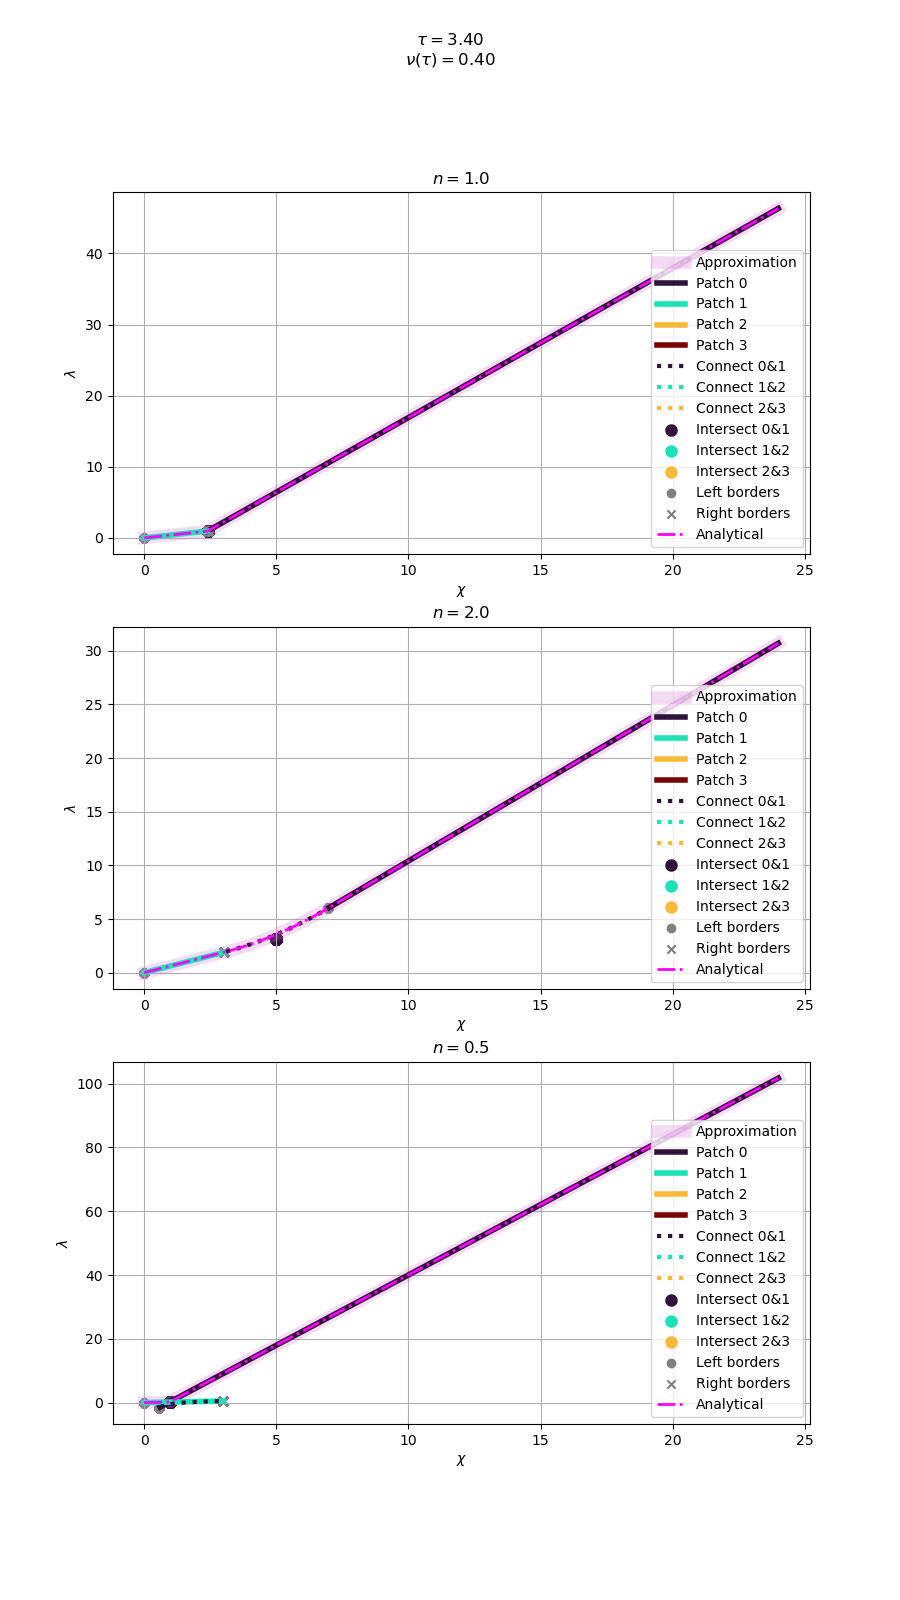 τ = 3.40
ν(τ) = 0.40
n = 1.0
λ
40
30
20
10
0
0 5 10 15 20 25
χ
Approximation
Patch 0
Patch 1
Patch 2
Patch 3
Connect 0&1
Connect 1&2
Connect 2&3
Intersect 0&1
Intersect 1&2
Intersect 2&3
Left borders
Right borders
Analytical
n = 2.0
λ
30
25
20
15
10
5
0
0 5 10 15 20 25
χ
Approximation
Patch 0
Patch 1
Patch 2
Patch 3
Connect 0&1
Connect 1&2
Connect 2&3
Intersect 0&1
Intersect 1&2
Intersect 2&3
Left borders
Right borders
Analytical
n = 0.5
λ
100
80
60
40
20
0
0 5 10 15 20 25
χ
Approximation
Patch 0
Patch 1
Patch 2
Patch 3
Connect 0&1
Connect 1&2
Connect 2&3
Intersect 0&1
Intersect 1&2
Intersect 2&3
Left borders
Right borders
Analytical